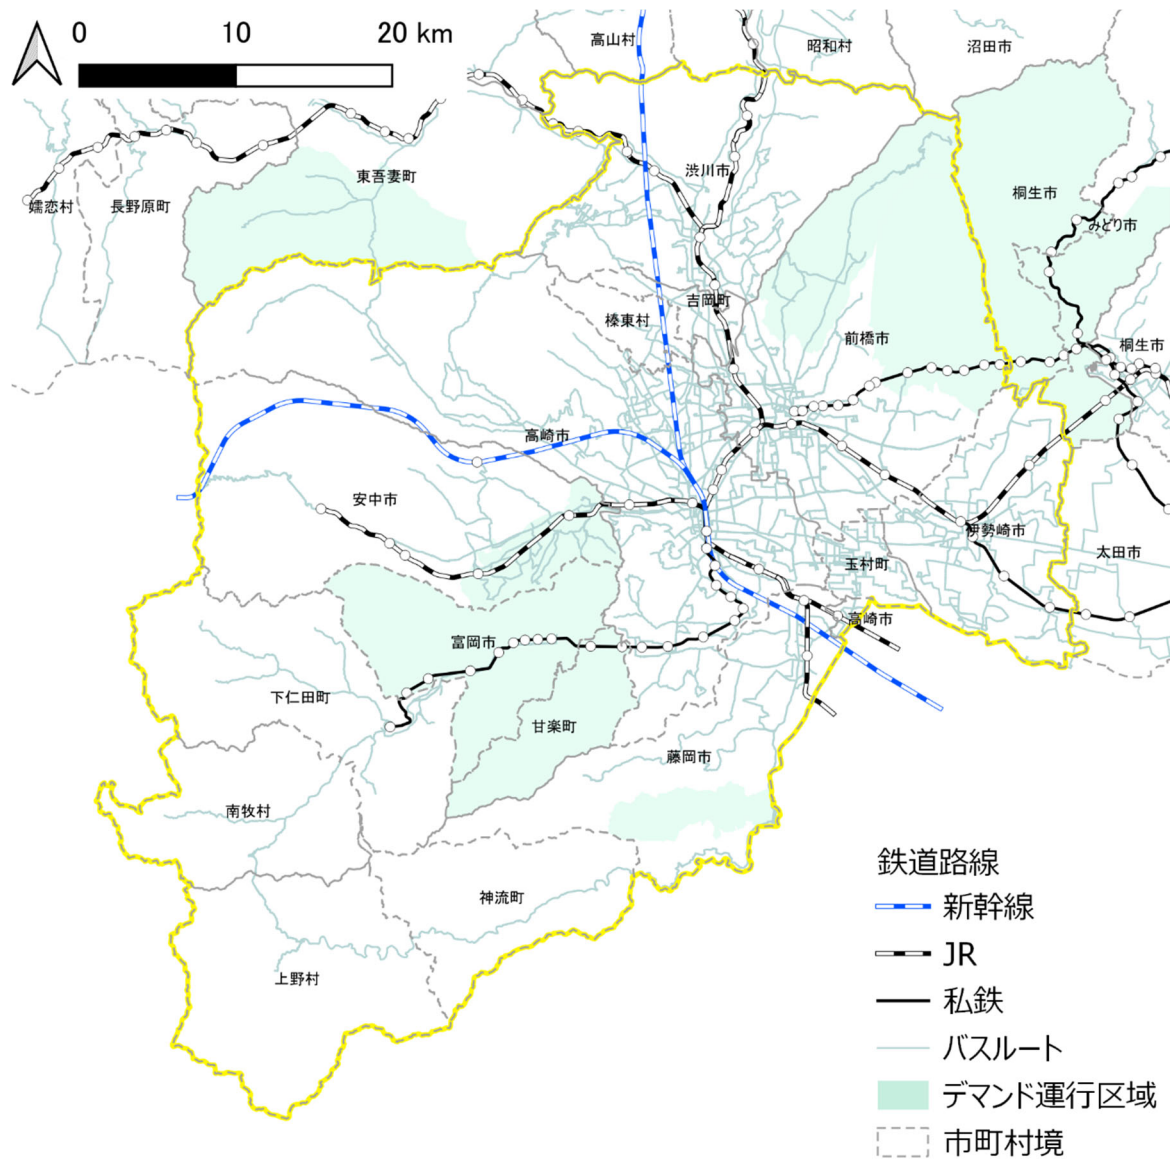 0 10 20 km
高山村
昭和村
沼田市
東吾妻町
渋川市
桐生市
嬬恋村
長野原町
みどり市
吉岡町
榛東村
前橋市
桐生市
高崎市
安中市
伊勢崎市
太田市
玉村町
高崎市
富岡市
下仁田町
甘楽町
藤岡市
南牧村
神流町
上野村
鉄道路線
新幹線
JR
私鉄
バスルート
デマンド運行区域
市町村境